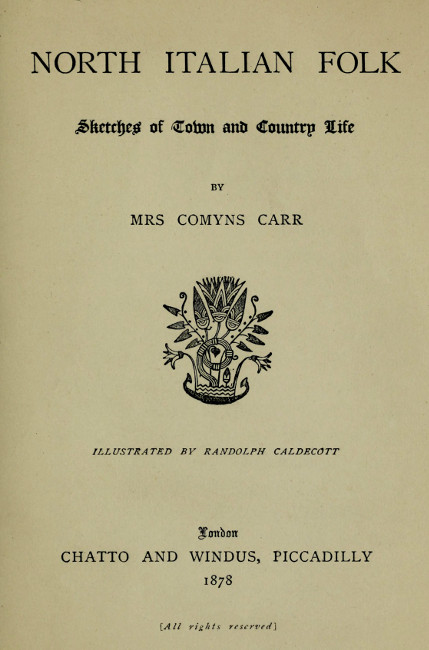 NORTH ITALIAN FOLK
Sketches of Town and Country Life
BY
MRS COMYNS CARR
ILLUSTRATED BY RANDOLPH CALDECOTT
London
CHATTO AND WINDUS, PICCADILLY
1878
[All rights reserved]